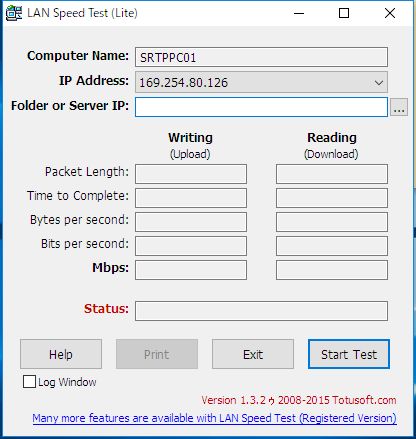 LAN Speed Test (Lite)
Computer Name: SRTPPC01
IP Address: 169.254.80.126
Folder or Server IP: ...
Writing Reading
(Upload) (Download)
Packet Length:
Time to Complete:
Bytes per second:
Bits per second:
Mbps:
Status:
Help Print Exit Start Test
Log Window
Version 1.3.2 ゥ 2008-2015 Totusoft.com
Many more features are available with LAN Speed Test (Registered Version)